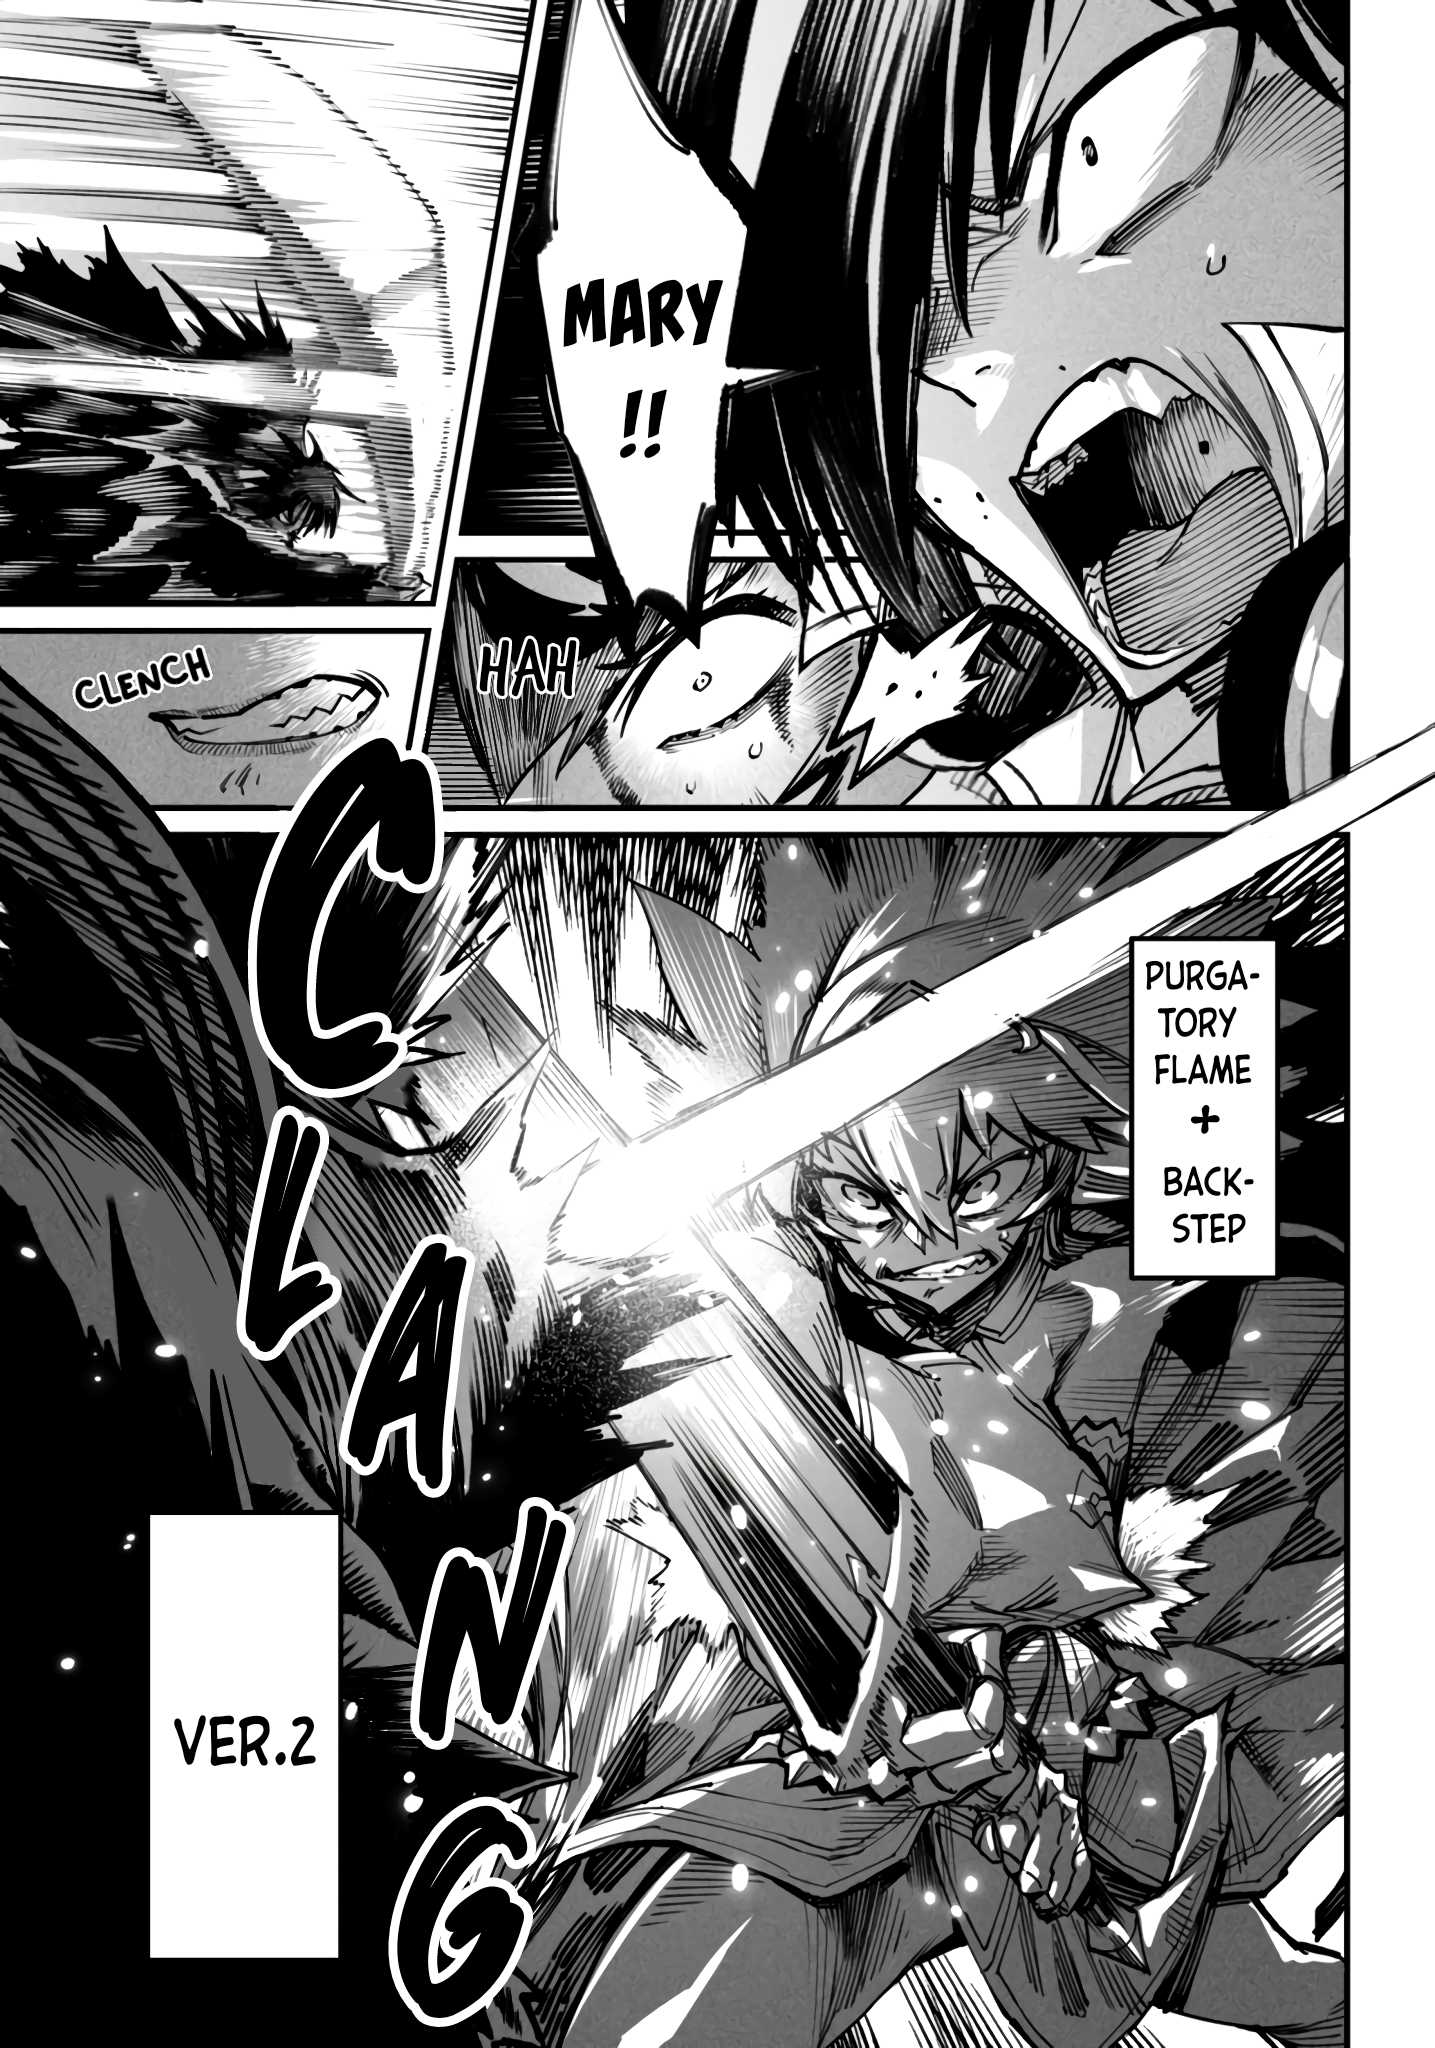 MARY
!!
HAH
...
CLENCH
PURGA-
TORY
FLAME
+
BACK-
STEP
CLANG
VER.2